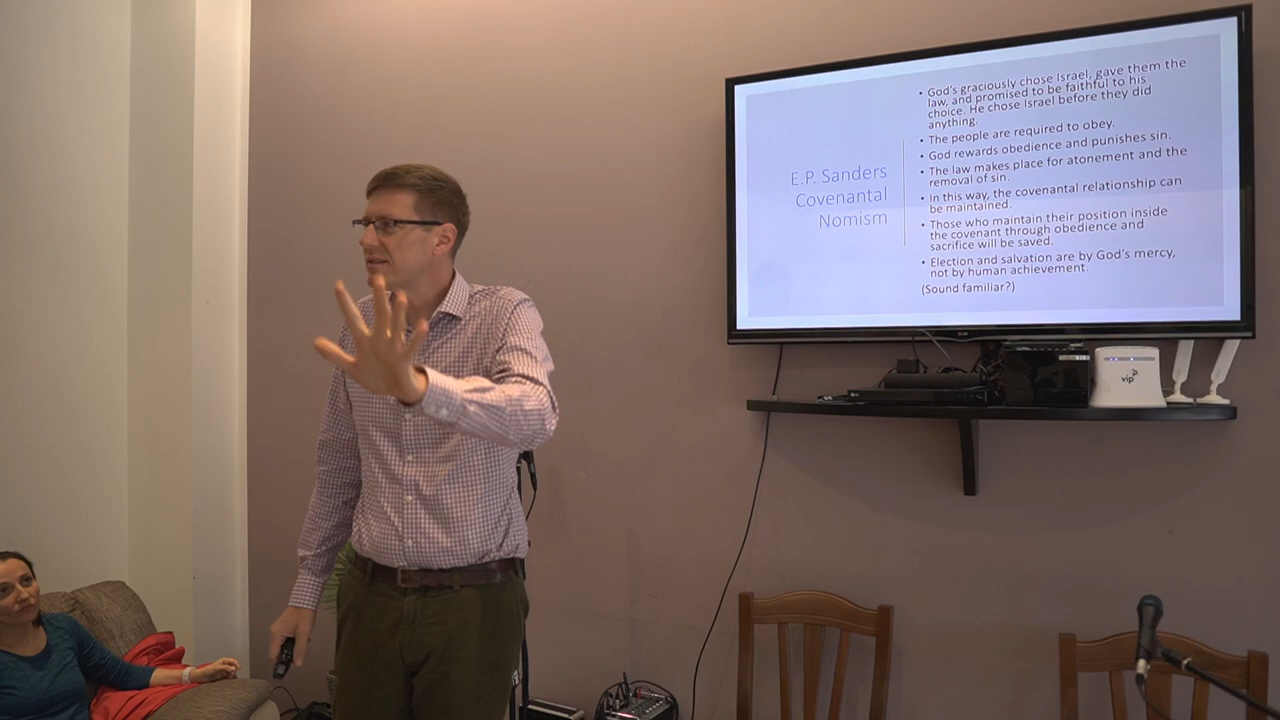 E.P. Sanders
Covenantal
Nomism
• God's graciously chose Israel, gave them the
law, and promised to be faithful to his
choice. He chose Israel before they did
anything.
• The people are required to obey.
• God rewards obedience and punishes sin.
• The law makes place for atonement and the
removal of sin.
• In this way, the covenantal relationship can
be maintained.
• Those who maintain their position inside
the covenant through obedience and
sacrifice will be saved.
• Election and salvation are by God's mercy,
not by human achievement.
(Sound familiar?)
vip